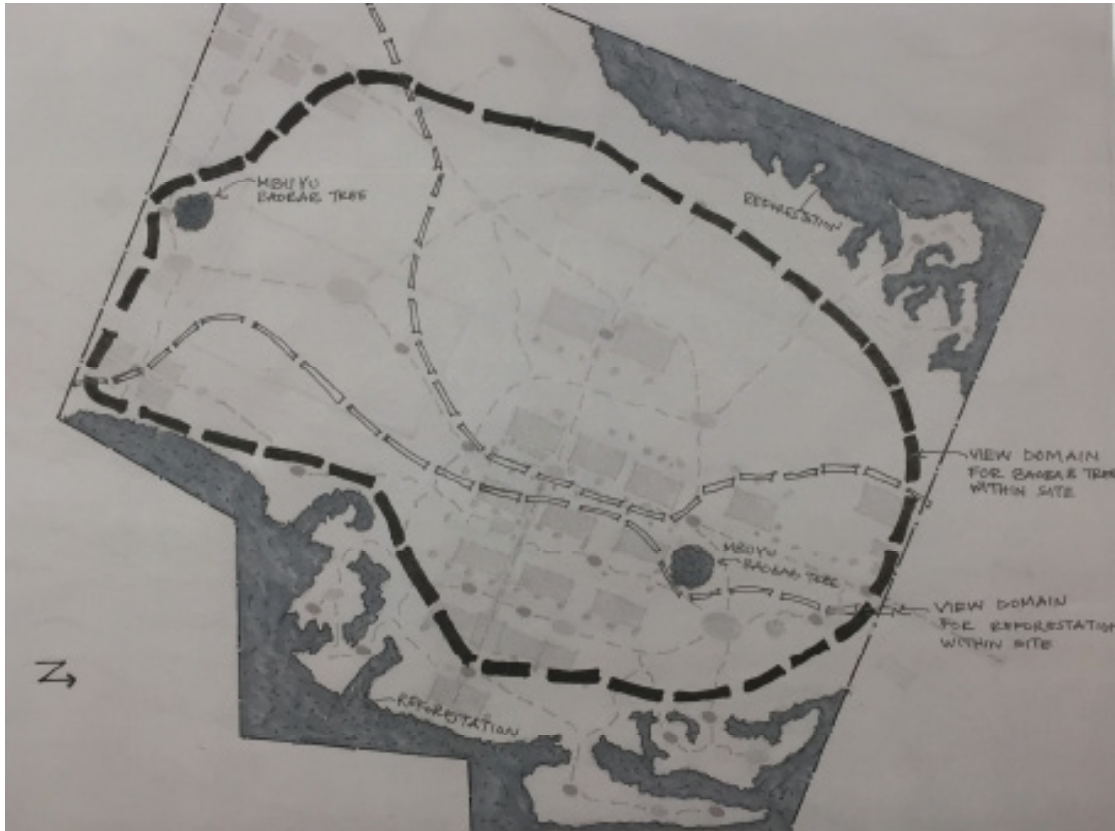 MBUYU
BAOBAB TREE
REFORESTATION
VIEW DOMAIN
FOR BAOBAB TREE
WITHIN SITE
MBUYU
BAOBAB TREE
VIEW DOMAIN
FOR REFORESTATION
WITHIN SITE
Z
REFORESTATION